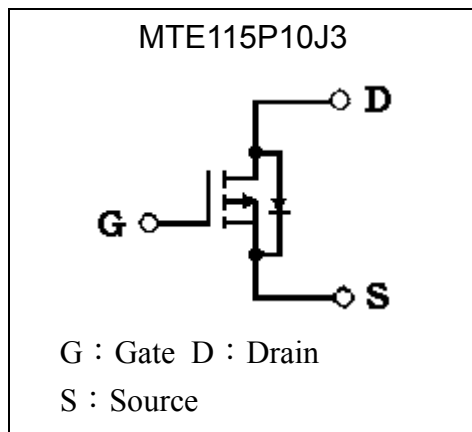 MTE115P10J3
D
G
S
G：Gate D：Drain
S：Source